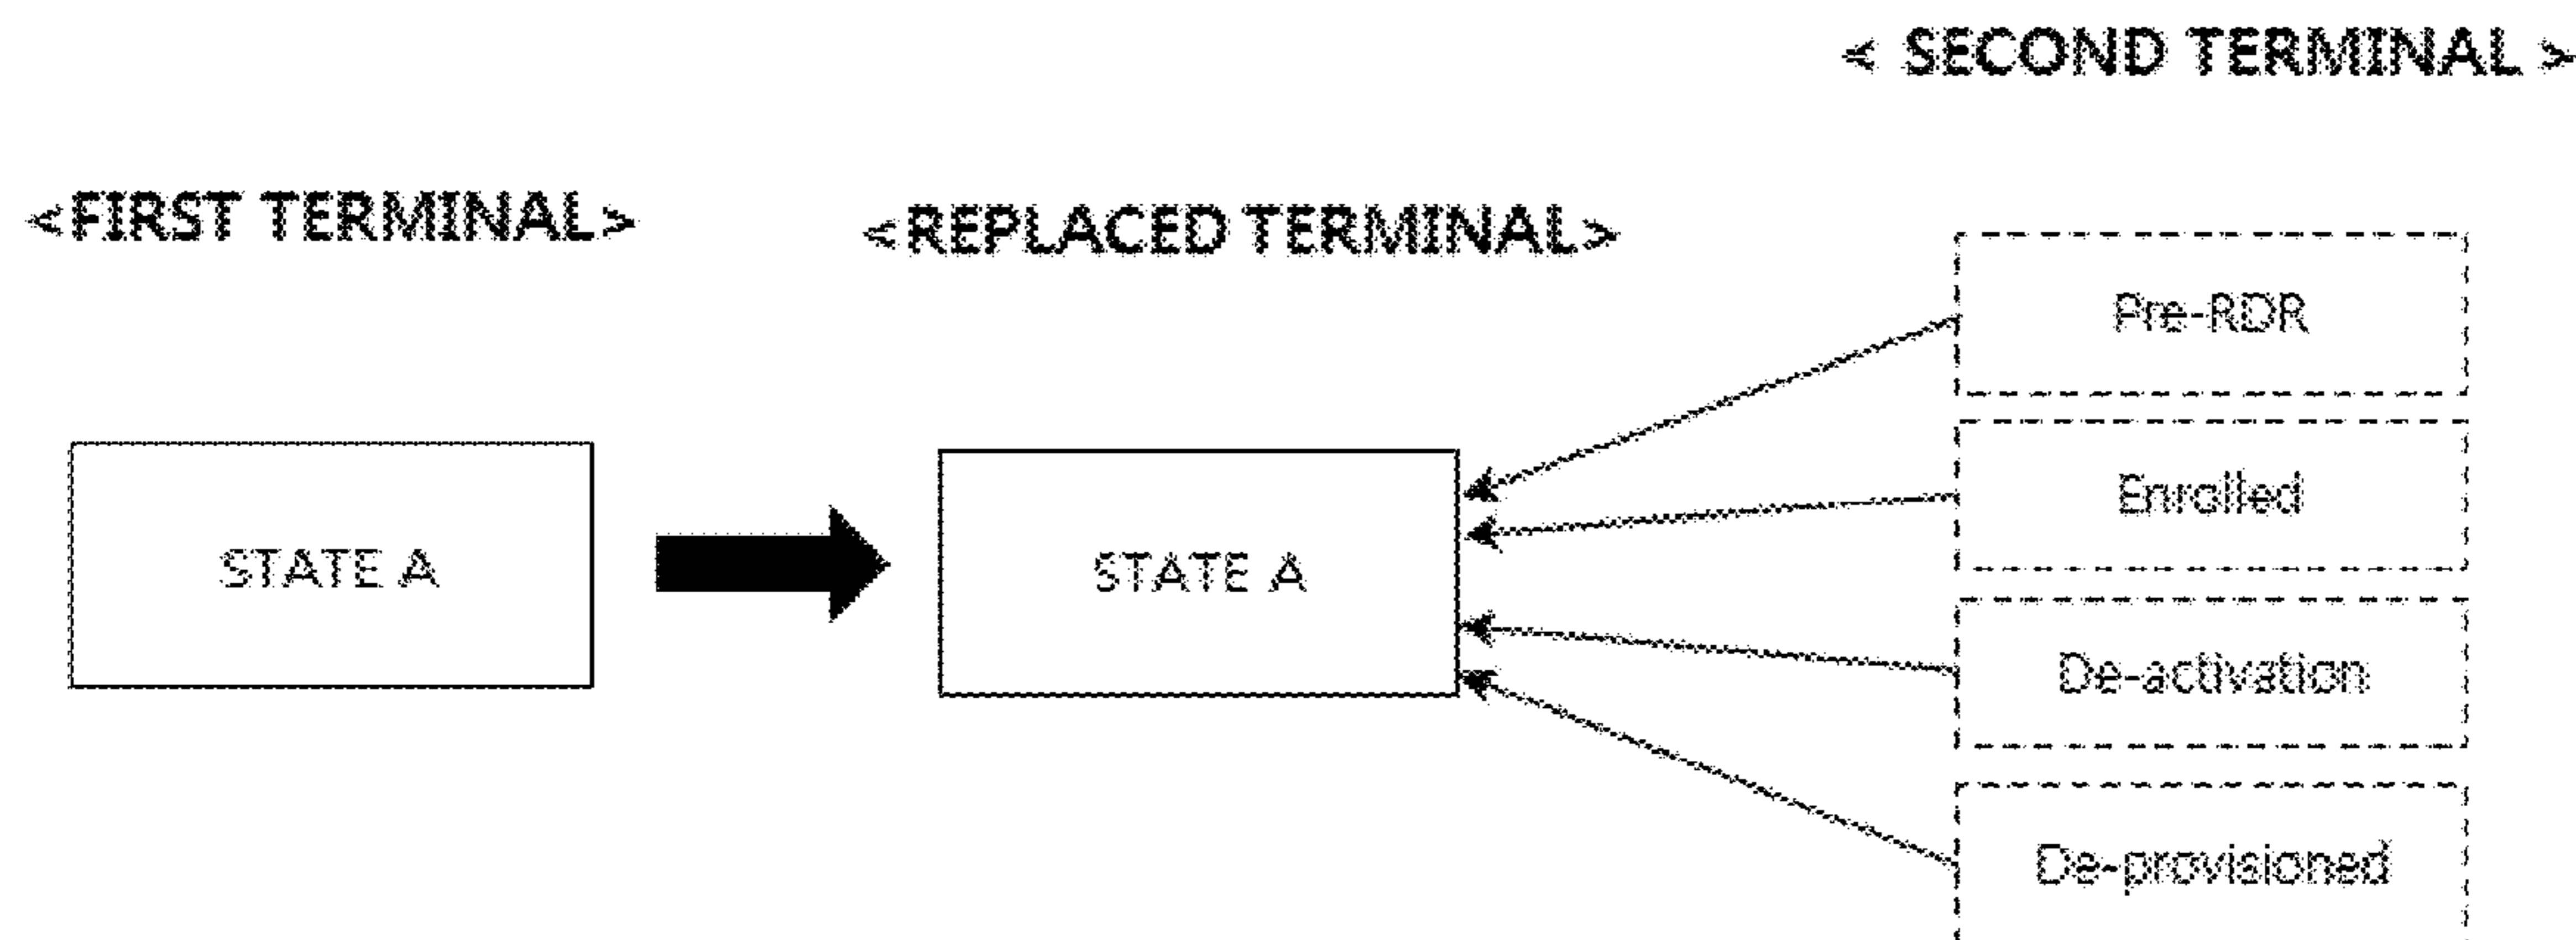 < SECOND TERMINAL >
<FIRST TERMINAL>
<REPLACED TERMINAL>
Pre-RDR
Enrolled
STATE A
STATE A
De-activation
De-provisioned